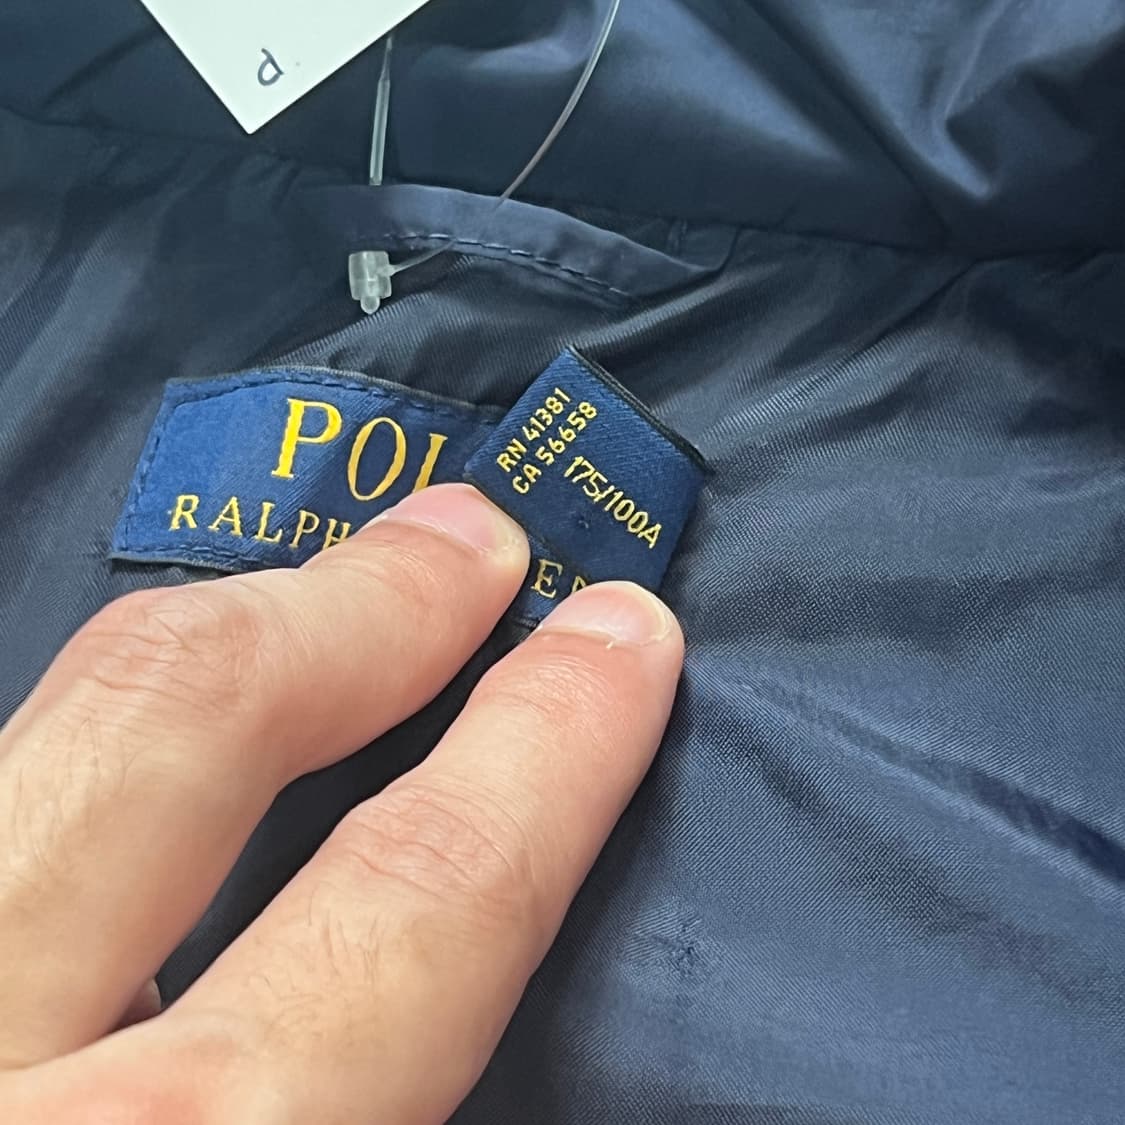 POL
RALPH
RN 41381
CA 56658
175/100A